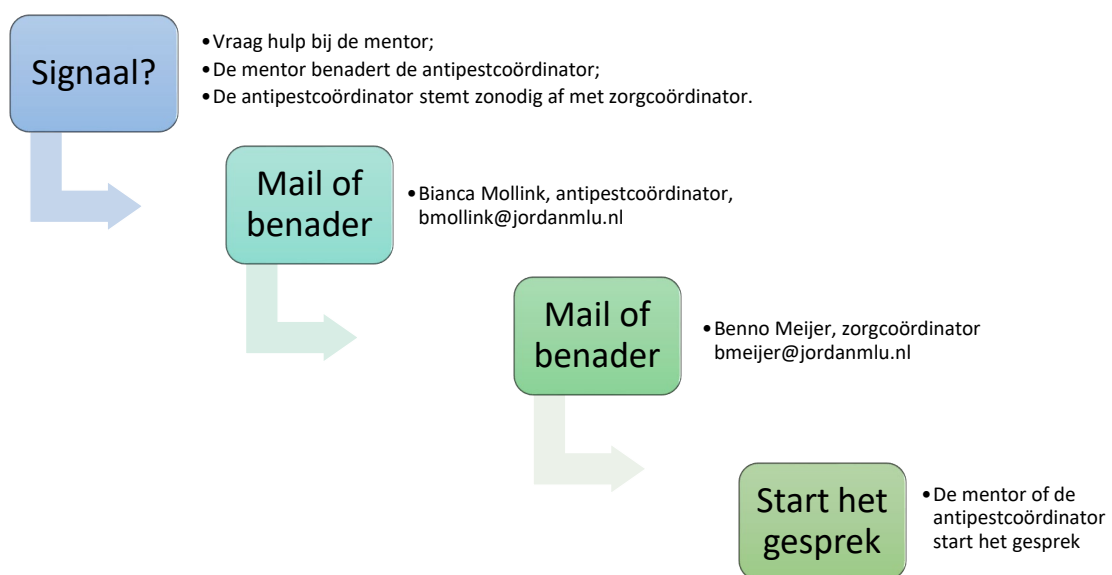 Signaal?
•Vraag hulp bij de mentor;
•De mentor benadert de antipestcoördinator;
•De antipestcoördinator stemt zonodig af met zorgcoördinator.
Mail of
benader
•Bianca Mollink, antipestcoördinator,
bmollink@jordanmlu.nl
Mail of
benader
•Benno Meijer, zorgcoördinator
bmeijer@jordanmlu.nl
Start het
gesprek
•De mentor of de
antipestcoördinator
start het gesprek